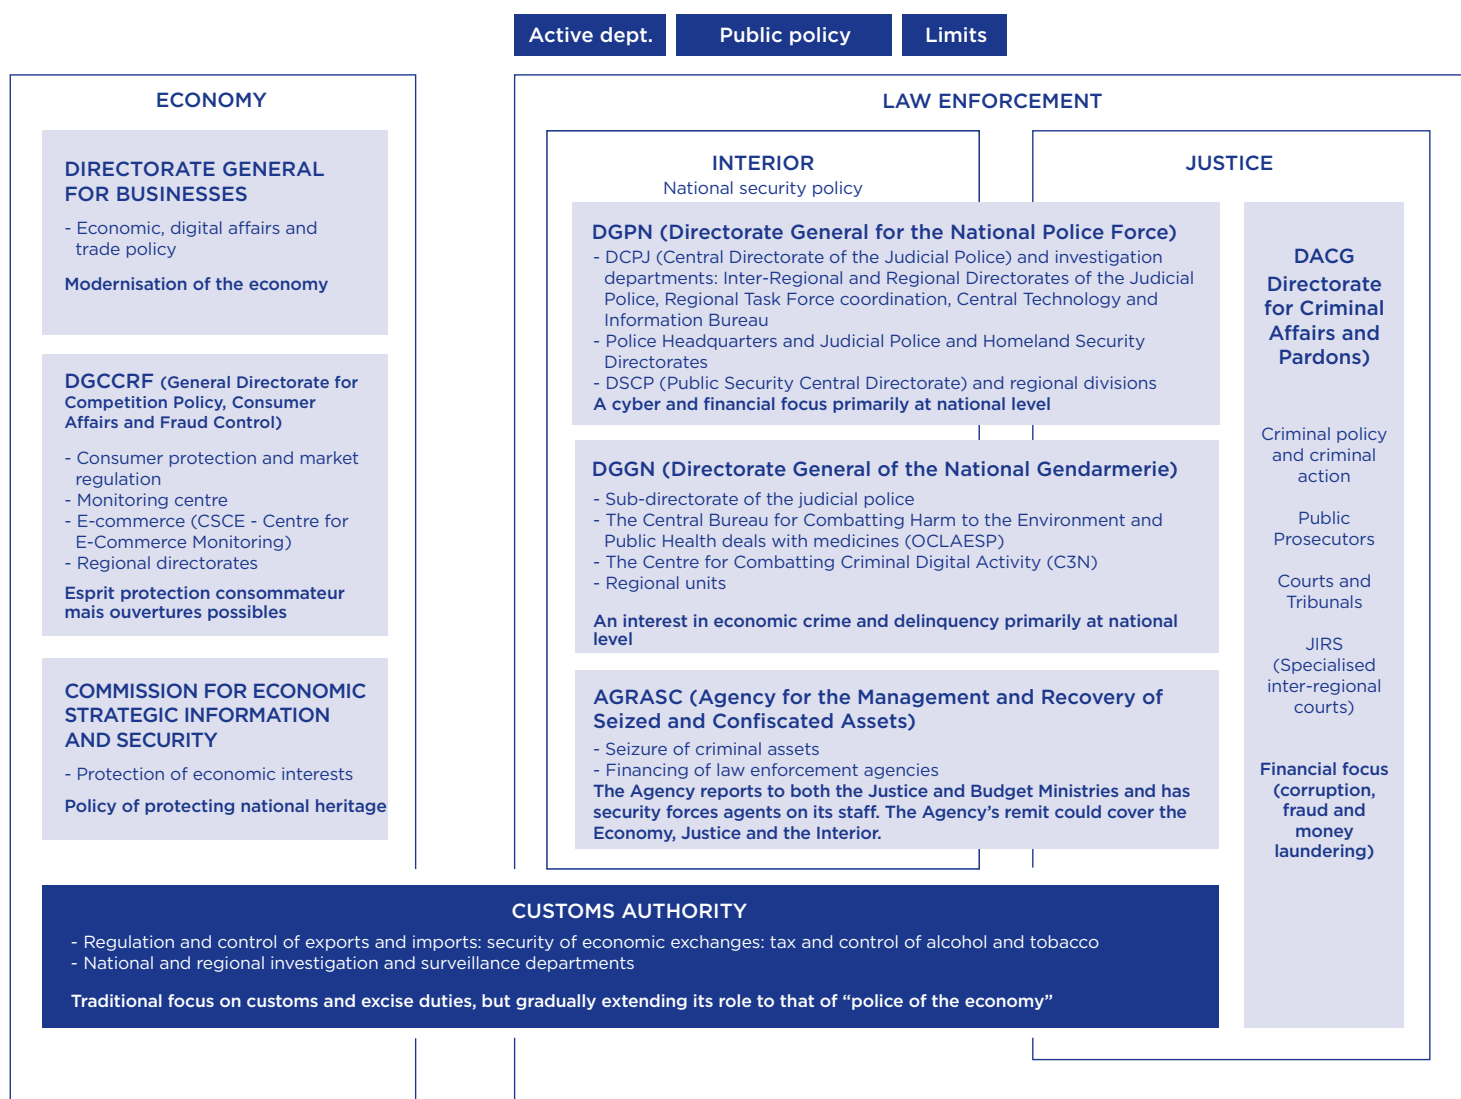 Active dept.
Public policy
Limits
ECONOMY
DIRECTORATE GENERAL
FOR BUSINESSES
- Economic, digital affairs and
trade policy
Modernisation of the economy
DGCCRF (General Directorate for
Competition Policy, Consumer
Affairs and Fraud Control)
- Consumer protection and market
regulation
- Monitoring centre
- E-commerce (CSCE - Centre for
E-Commerce Monitoring)
- Regional directorates
Esprit protection consommateur
mais ouvertures possibles
COMMISSION FOR ECONOMIC
STRATEGIC INFORMATION
AND SECURITY
- Protection of economic interests
Policy of protecting national heritage
LAW ENFORCEMENT
INTERIOR
National security policy
JUSTICE
DGPN (Directorate General for the National Police Force)
- DCPJ (Central Directorate of the Judicial Police) and investigation
departments: Inter-Regional and Regional Directorates of the Judicial
Police, Regional Task Force coordination, Central Technology and
Information Bureau
- Police Headquarters and Judicial Police and Homeland Security
Directorates
- DSCP (Public Security Central Directorate) and regional divisions
A cyber and financial focus primarily at national level
DGGN (Directorate General of the National Gendarmerie)
- Sub-directorate of the judicial police
- The Central Bureau for Combatting Harm to the Environment and
Public Health deals with medicines (OCLAESP)
- The Centre for Combatting Criminal Digital Activity (C3N)
- Regional units
An interest in economic crime and delinquency primarily at national
level
AGRASC (Agency for the Management and Recovery of
Seized and Confiscated Assets)
- Seizure of criminal assets
- Financing of law enforcement agencies
The Agency reports to both the Justice and Budget Ministries and has
security forces agents on its staff. The Agency's remit could cover the
Economy, Justice and the Interior.
DACG
Directorate
for Criminal
Affairs and
Pardons)
Criminal policy
and criminal
action
Public
Prosecutors
Courts and
Tribunals
JIRS
(Specialised
inter-regional
courts)
Financial focus
(corruption,
fraud and
money
laundering)
CUSTOMS AUTHORITY
- Regulation and control of exports and imports: security of economic exchanges: tax and control of alcohol and tobacco
- National and regional investigation and surveillance departments
Traditional focus on customs and excise duties, but gradually extending its role to that of “police of the economy”